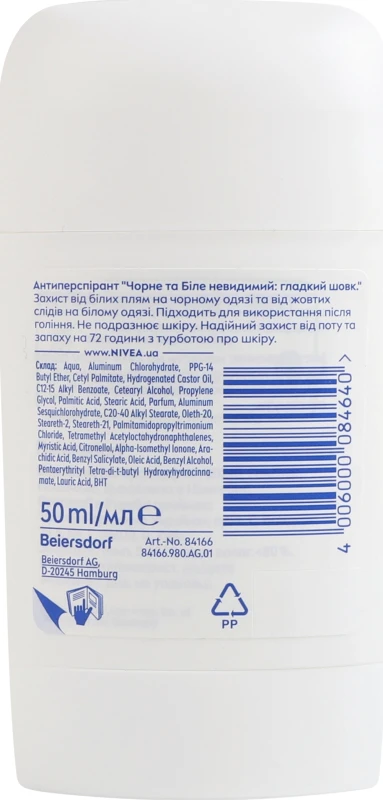 Антиперспірант "Чорне та Біле невидимий: гладкий шовк."
Захист від білих плям на чорному одязі та від жовтих
слідів на білому одязі. Підходить для використання після
гоління. Не подразнює шкіру. Надійний захист від поту та
запаху на 72 години з турботою про шкіру.
www.NIVEA.ua
Склад: Aqua, Aluminum Chlorohydrate, PPG-14
Butyl Ether, Cetyl Palmitate, Hydrogenated Castor Oil,
C12-15 Alkyl Benzoate, Cetearyl Alcohol, Propylene
Glycol, Palmitic Acid, Stearic Acid, Parfum, Aluminum
Sesquichlorohydrate, C20-40 Alkyl Stearate, Oleth-20,
Steareth-2, Steareth-21, Palmitamidopropyltrimonium
Chloride, Tetramethyl Acetyloctahydronaphthalenes,
Myristic Acid, Citronellol, Alpha-Isomethyl Ionone, Ara-
chidic Acid, Benzyl Salicylate, Oleic Acid, Benzyl Alcohol,
Pentaerythrityl Tetra-di-t-butyl Hydroxyhydrocinna-
mate, Lauric Acid, BHT
4 006000 084640 >
50 ml/мл ℮
Beiersdorf
Art.-No. 84166
84166.980.AG.01
Beiersdorf AG,
D-20245 Hamburg
PP